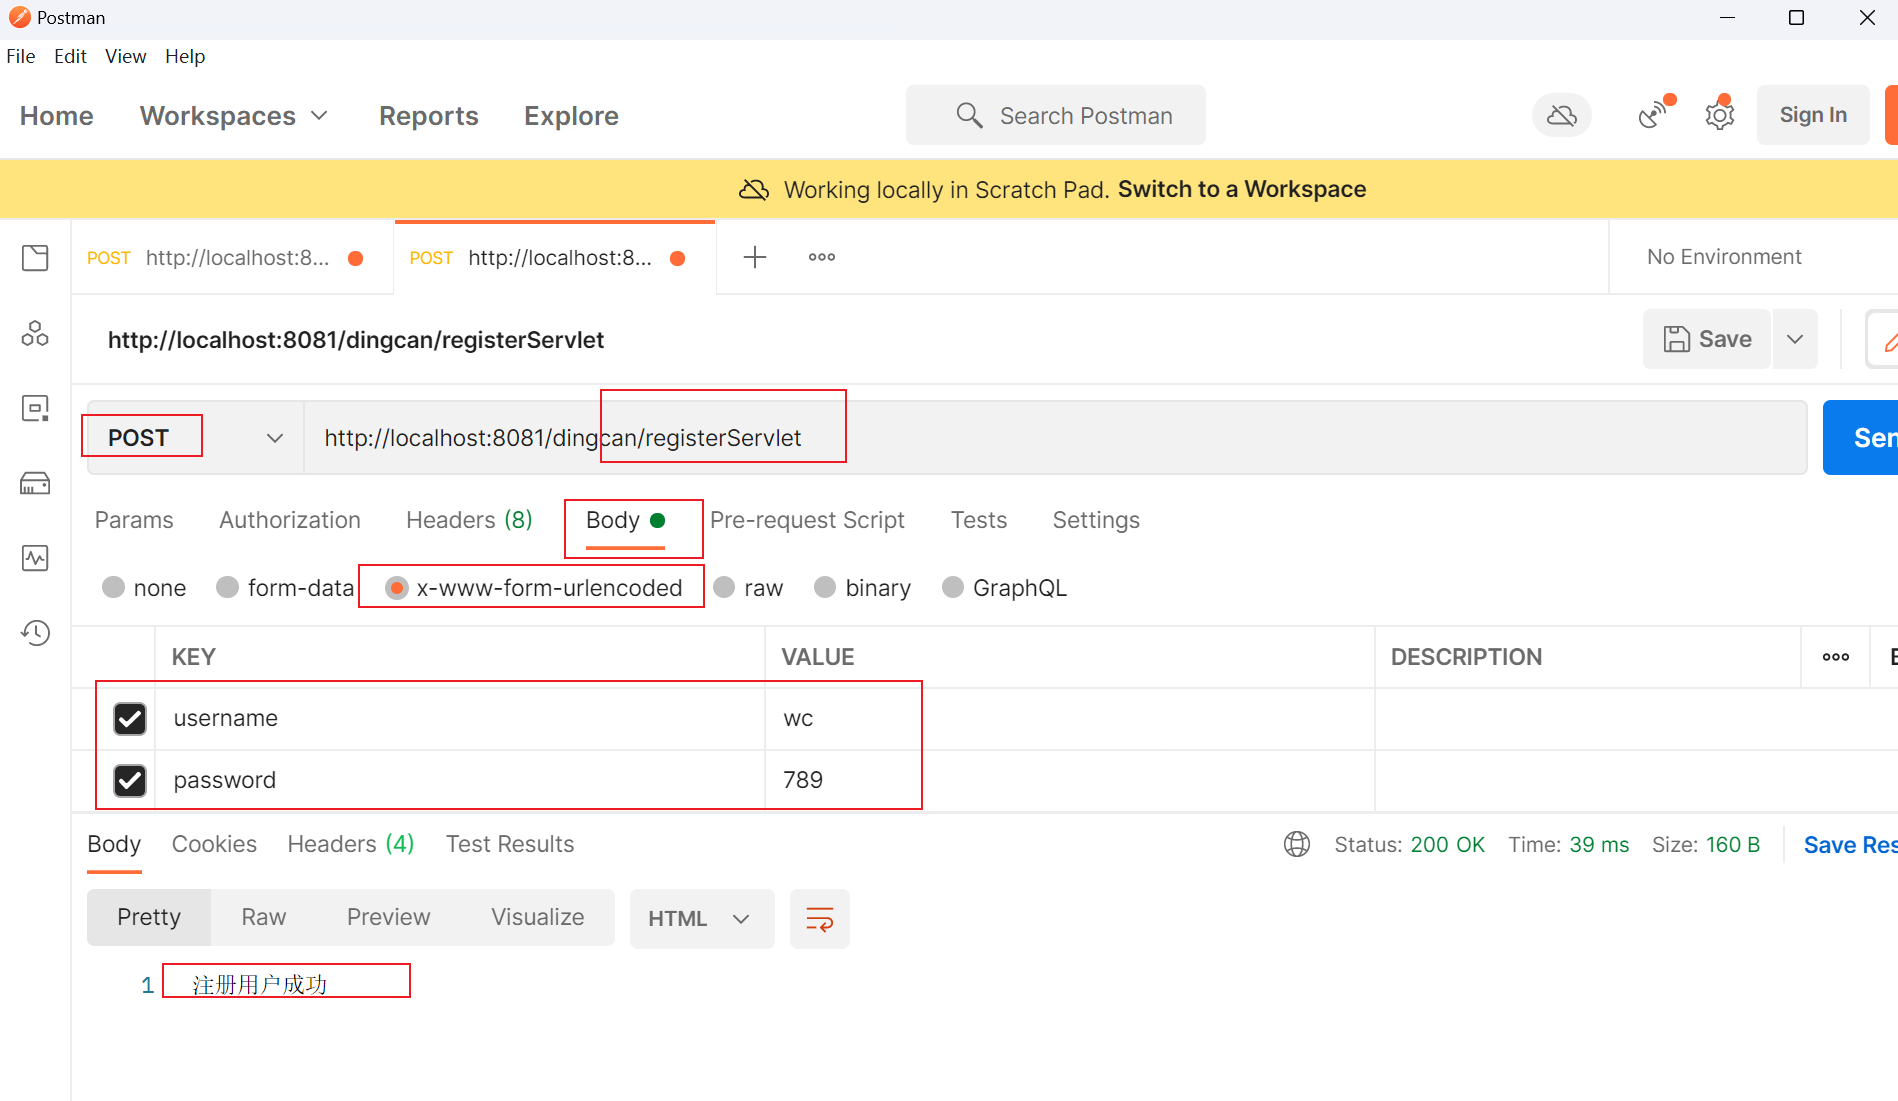 Postman
File Edit View Help
Home Workspaces Reports Explore Search Postman Sign In
Working locally in Scratch Pad. Switch to a Workspace
POST http://localhost:8... POST http://localhost:8... No Environment
http://localhost:8081/dingcan/registerServlet Save
POST http://localhost:8081/dingcan/registerServlet Sen
Params Authorization Headers (8) Body Pre-request Script Tests Settings
none form-data x-www-form-urlencoded raw binary GraphQL
KEY VALUE DESCRIPTION
username wc
password 789
Body Cookies Headers (4) Test Results Status: 200 OK Time: 39 ms Size: 160 B Save Res
Pretty Raw Preview Visualize HTML
1 注册用户成功